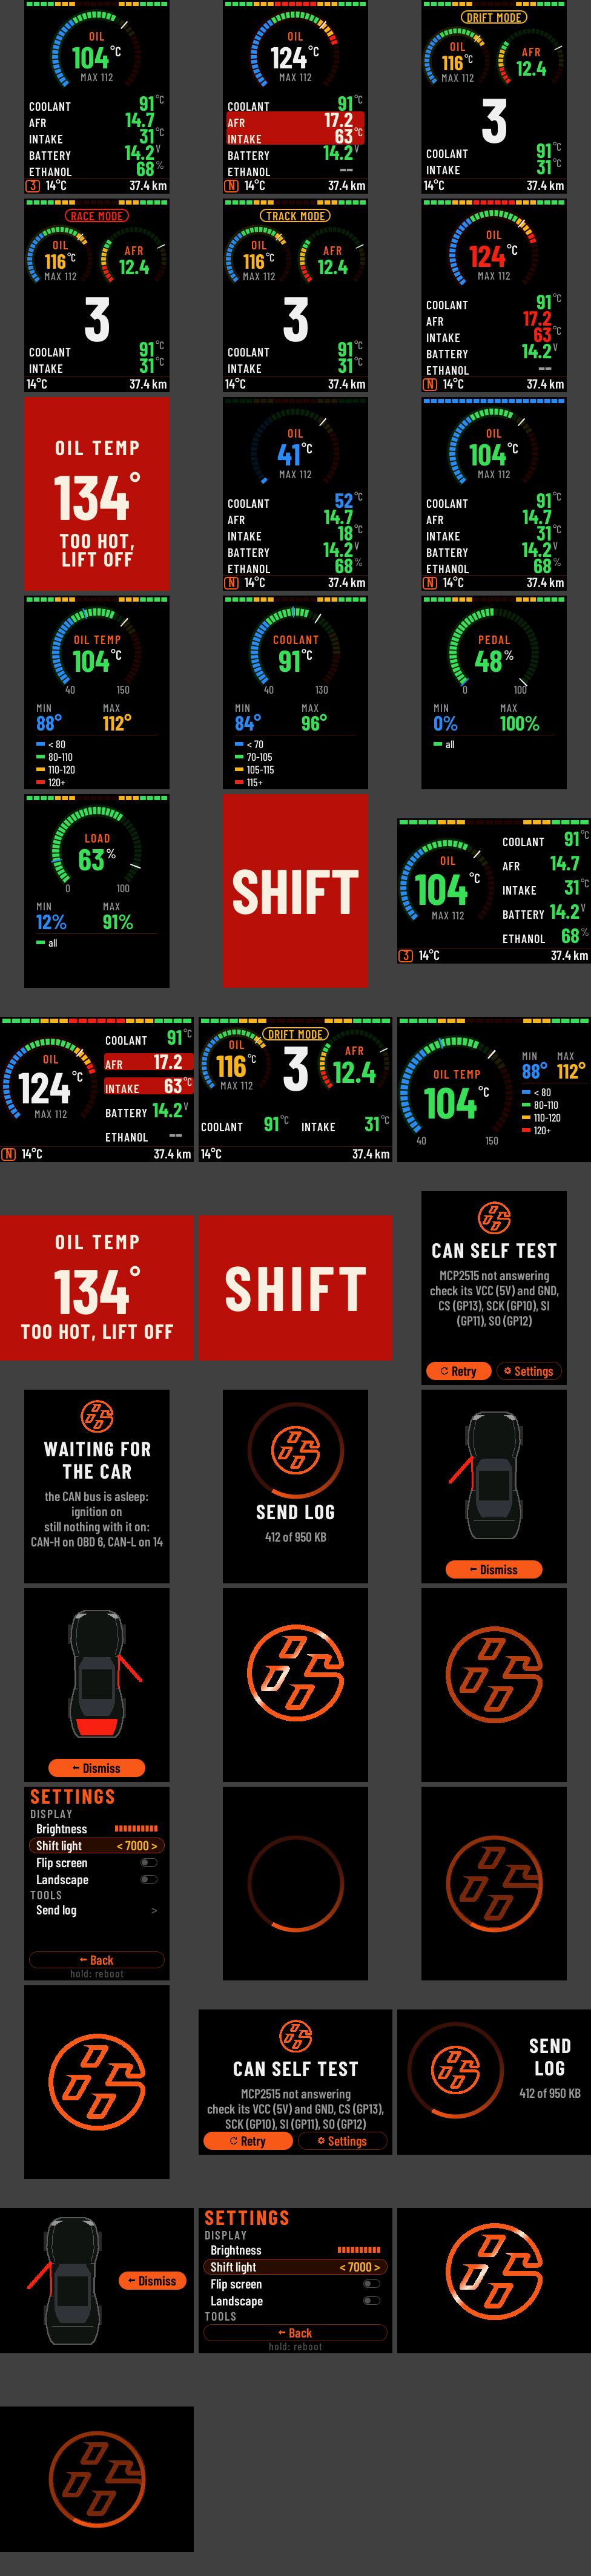 OIL
104°C
MAX 112
COOLANT 91°C
AFR 14.7
INTAKE 31°C
BATTERY 14.2V
ETHANOL 68%
3 14°C 37.4 km
OIL
124°C
MAX 112
COOLANT 91°C
AFR 17.2
INTAKE 63°C
BATTERY 14.2V
ETHANOL --
N 14°C 37.4 km
DRIFT MODE
OIL AFR
116°C 12.4
MAX 112
3
COOLANT 91°C
INTAKE 31°C
14°C 37.4 km
RACE MODE
OIL AFR
116°C 12.4
MAX 112
3
COOLANT 91°C
INTAKE 31°C
14°C 37.4 km
TRACK MODE
OIL AFR
116°C 12.4
MAX 112
3
COOLANT 91°C
INTAKE 31°C
14°C 37.4 km
OIL
124°C
MAX 112
COOLANT 91°C
AFR 17.2
INTAKE 63°C
BATTERY 14.2V
ETHANOL --
N 14°C 37.4 km
OIL TEMP
134°
TOO HOT,
LIFT OFF
OIL
41°C
MAX 112
COOLANT 52°C
AFR 14.7
INTAKE 18°C
BATTERY 14.2V
ETHANOL 68%
N 14°C 37.4 km
OIL
104°C
MAX 112
COOLANT 91°C
AFR 14.7
INTAKE 31°C
BATTERY 14.2V
ETHANOL 68%
N 14°C 37.4 km
OIL TEMP
104°C
40 150
MIN MAX
88° 112°
< 80
80-110
110-120
120+
COOLANT
91°C
40 130
MIN MAX
84° 96°
< 70
70-105
105-115
115+
PEDAL
48%
0 100
MIN MAX
0% 100%
all
LOAD
63%
0 100
MIN MAX
12% 91%
all
SHIFT
OIL
104°C
MAX 112
COOLANT 91°C
AFR 14.7
INTAKE 31°C
BATTERY 14.2V
ETHANOL 68%
3 14°C 37.4 km
OIL
124°C
MAX 112
COOLANT 91°C
AFR 17.2
INTAKE 63°C
BATTERY 14.2V
ETHANOL --
N 14°C 37.4 km
DRIFT MODE
OIL AFR
116°C 3 12.4
MAX 112
COOLANT 91°C INTAKE 31°C
14°C 37.4 km
OIL TEMP
104°C
40 150
MIN MAX
88° 112°
< 80
80-110
110-120
120+
OIL TEMP
134°
TOO HOT, LIFT OFF
SHIFT
CAN SELF TEST
MCP2515 not answering
check its VCC (5V) and GND,
CS (GP13), SCK (GP10), SI
(GP11), SO (GP12)
Retry Settings
WAITING FOR
THE CAR
the CAN bus is asleep:
ignition on
still nothing with it on:
CAN-H on OBD 6, CAN-L on 14
SEND LOG
412 of 950 KB
← Dismiss
← Dismiss
SETTINGS
DISPLAY
Brightness
Shift light < 7000 >
Flip screen
Landscape
TOOLS
Send log >
← Back
hold: reboot
CAN SELF TEST
MCP2515 not answering
check its VCC (5V) and GND, CS (GP13),
SCK (GP10), SI (GP11), SO (GP12)
Retry Settings
SEND
LOG
412 of 950 KB
← Dismiss
SETTINGS
DISPLAY
Brightness
Shift light < 7000 >
Flip screen
Landscape
TOOLS
← Back
hold: reboot